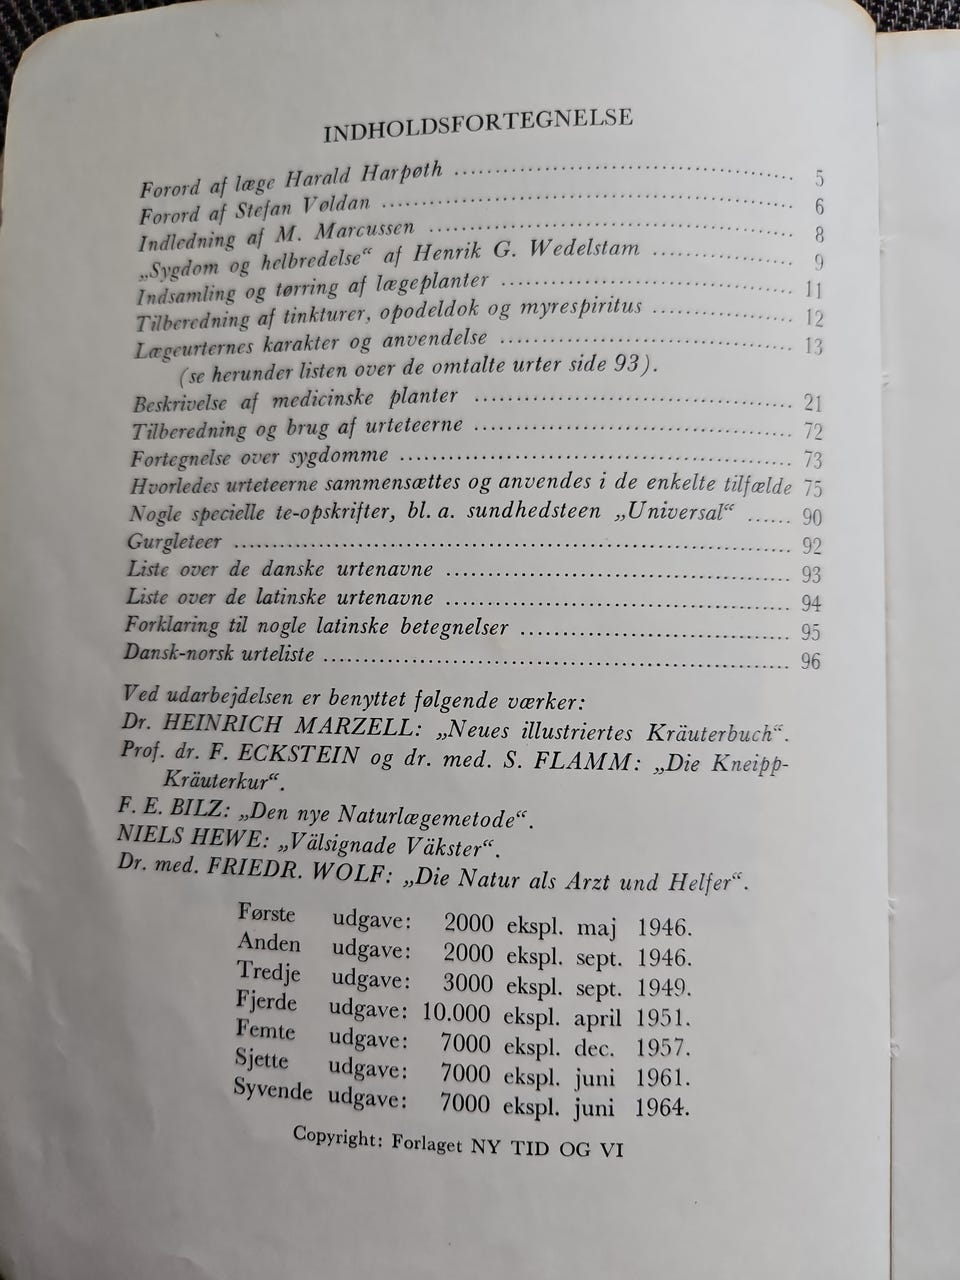 INDHOLDSFORTEGNELSE
Forord af læge Harald Harpøth ........................................ 5
Forord af Stefan Vøldan ........................................ 6
Indledning af M. Marcussen ........................................ 8
„Sygdom og helbredelse“ af Henrik G. Wedelstam .................... 9
Indsamling og tørring af lægeplanter ........................................ 11
Tilberedning af tinkturer, opodeldok og myrespiritus .................... 12
Lægeurternes karakter og anvendelse ........................................ 13
(se herunder listen over de omtalte urter side 93).
Beskrivelse af medicinske planter ........................................ 21
Tilberedning og brug af urteteerne ........................................ 72
Fortegnelse over sygdomme ........................................ 73
Hvorledes urteteerne sammensættes og anvendes i de enkelte tilfælde 75
Nogle specielle te-opskrifter, bl. a. sundhedsteen „Universal“ ...... 90
Gurgleteer ........................................ 92
Liste over de danske urtenavne ........................................ 93
Liste over de latinske urtenavne ........................................ 94
Forklaring til nogle latinske betegnelser ........................................ 95
Dansk-norsk urteliste ........................................ 96
Ved udarbejdelsen er benyttet følgende værker:
Dr. HEINRICH MARZELL: „Neues illustriertes Kräuterbuch“.
Prof. dr. F. ECKSTEIN og dr. med. S. FLAMM: „Die Kneipp-
Kräuterkur“.
F. E. BILZ: „Den nye Naturlægemetode“.
NIELS HEWE: „Välsignade Väkster“.
Dr. med. FRIEDR. WOLF: „Die Natur als Arzt und Helfer“.
Første udgave: 2000 ekspl. maj 1946.
Anden udgave: 2000 ekspl. sept. 1946.
Tredje udgave: 3000 ekspl. sept. 1949.
Fjerde udgave: 10.000 ekspl. april 1951.
Femte udgave: 7000 ekspl. dec. 1957.
Sjette udgave: 7000 ekspl. juni 1961.
Syvende udgave: 7000 ekspl. juni 1964.
Copyright: Forlaget NY TID OG VI